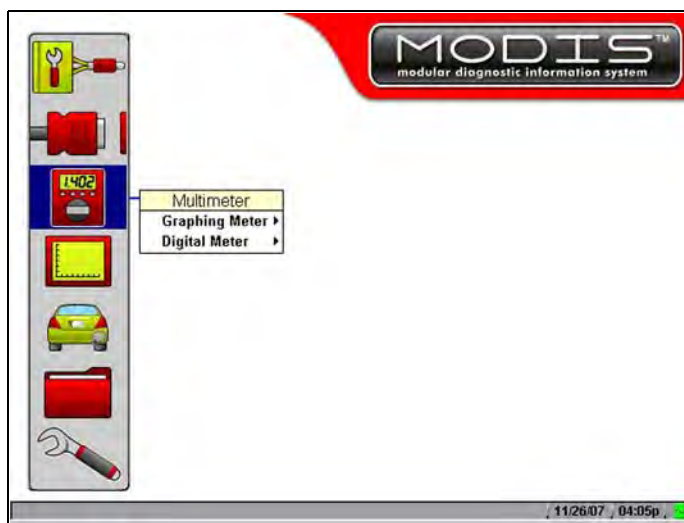 MODIS™
modular diagnostic information system
1.402
Multimeter
Graphing Meter
Digital Meter
11/26/07 04:05p